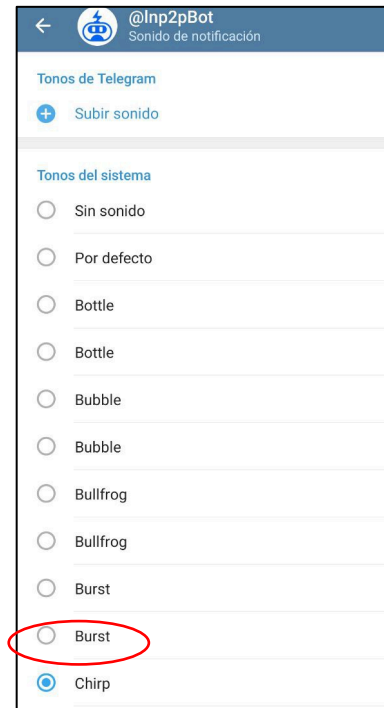 @lnp2pBot
Sonido de notificación
Tonos de Telegram
Subir sonido
Tonos del sistema
Sin sonido
Por defecto
Bottle
Bottle
Bubble
Bubble
Bullfrog
Bullfrog
Burst
Burst
Chirp